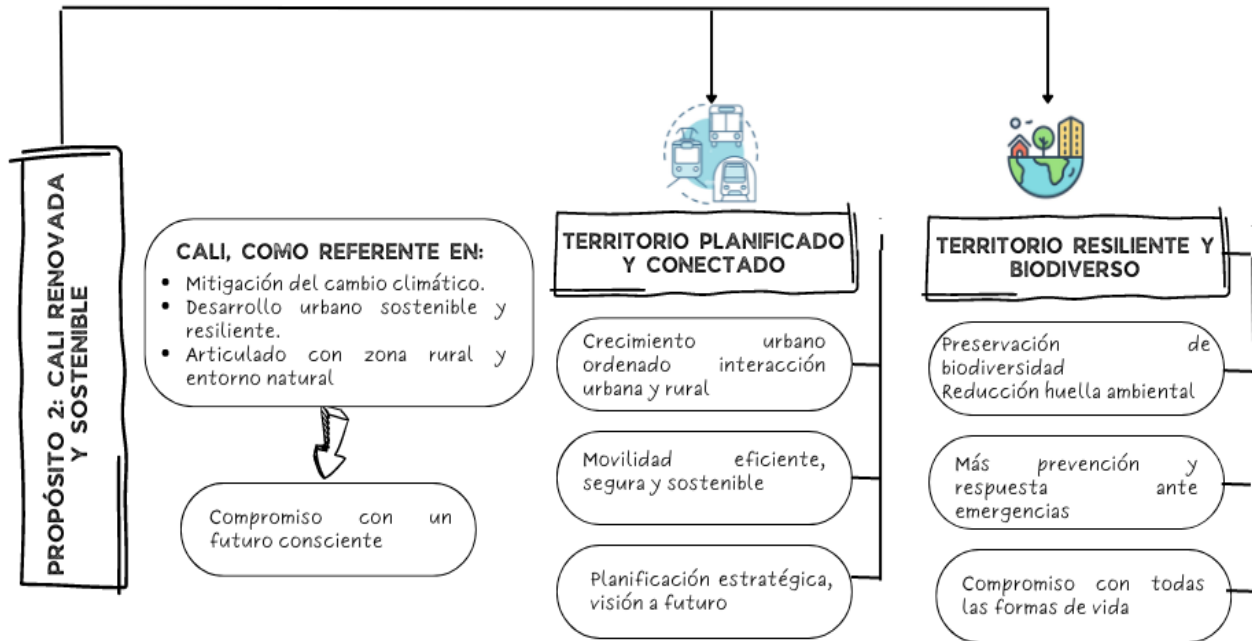 PROPÓSITO 2: CALI RENOVADA
Y SOSTENIBLE
CALI, COMO REFERENTE EN:
• Mitigación del cambio climático.
• Desarrollo urbano sostenible y
resiliente.
• Articulado con zona rural y
entorno natural
Compromiso con un
futuro consciente
TERRITORIO PLANIFICADO
Y CONECTADO
Crecimiento urbano
ordenado interacción
urbana y rural
Movilidad eficiente,
segura y sostenible
Planificación estratégica,
visión a futuro
TERRITORIO RESILIENTE Y
BIODIVERSO
Preservación de
biodiversidad
Reducción huella ambiental
Más prevención y
respuesta ante
emergencias
Compromiso con todas
las formas de vida